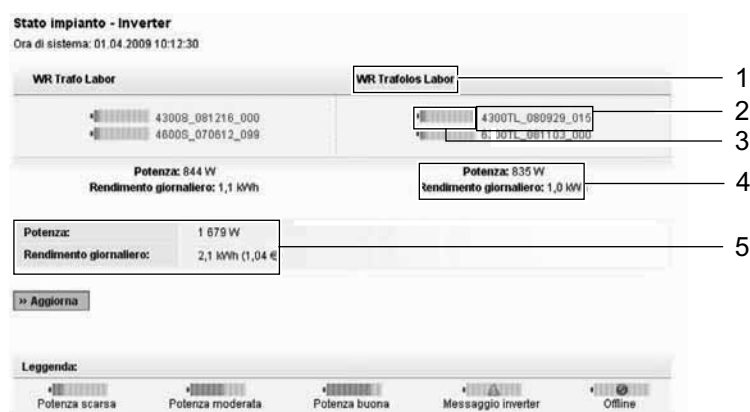 Stato impianto - Inverter
Ora di sistema: 01.04.2009 10:12:30
WR Trafo Labor
WR Trafolos Labor
1
4300S_081216_000
4300TL_080929_015
2
4600S_070612_099
TL_081103_000
3
Potenza: 844 W
Potenza: 835 W
Rendimento giornaliero: 1,1 kWh
Rendimento giornaliero: 1,0 kW
4
Potenza: 1 679 W
Rendimento giornaliero: 2,1 kWh (1,04 €
5
» Aggiorna
Leggenda:
Potenza scarsa
Potenza moderata
Potenza buona
Messaggio inverter
Offline